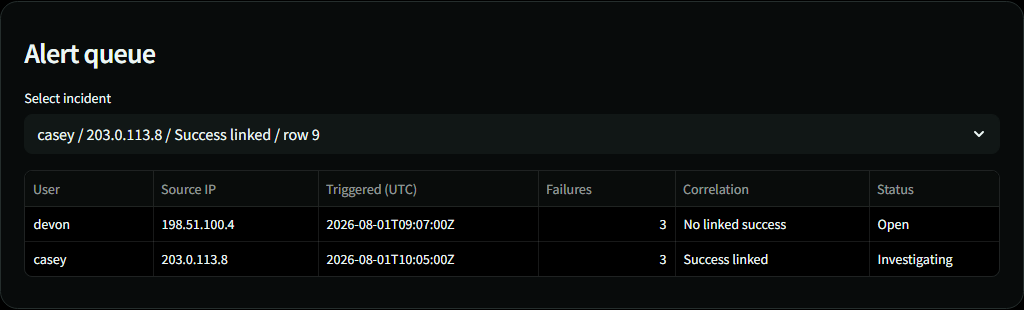 Alert queue
Select incident
casey / 203.0.113.8 / Success linked / row 9
User Source IP Triggered (UTC) Failures Correlation Status
devon 198.51.100.4 2026-08-01T09:07:00Z 3 No linked success Open
casey 203.0.113.8 2026-08-01T10:05:00Z 3 Success linked Investigating